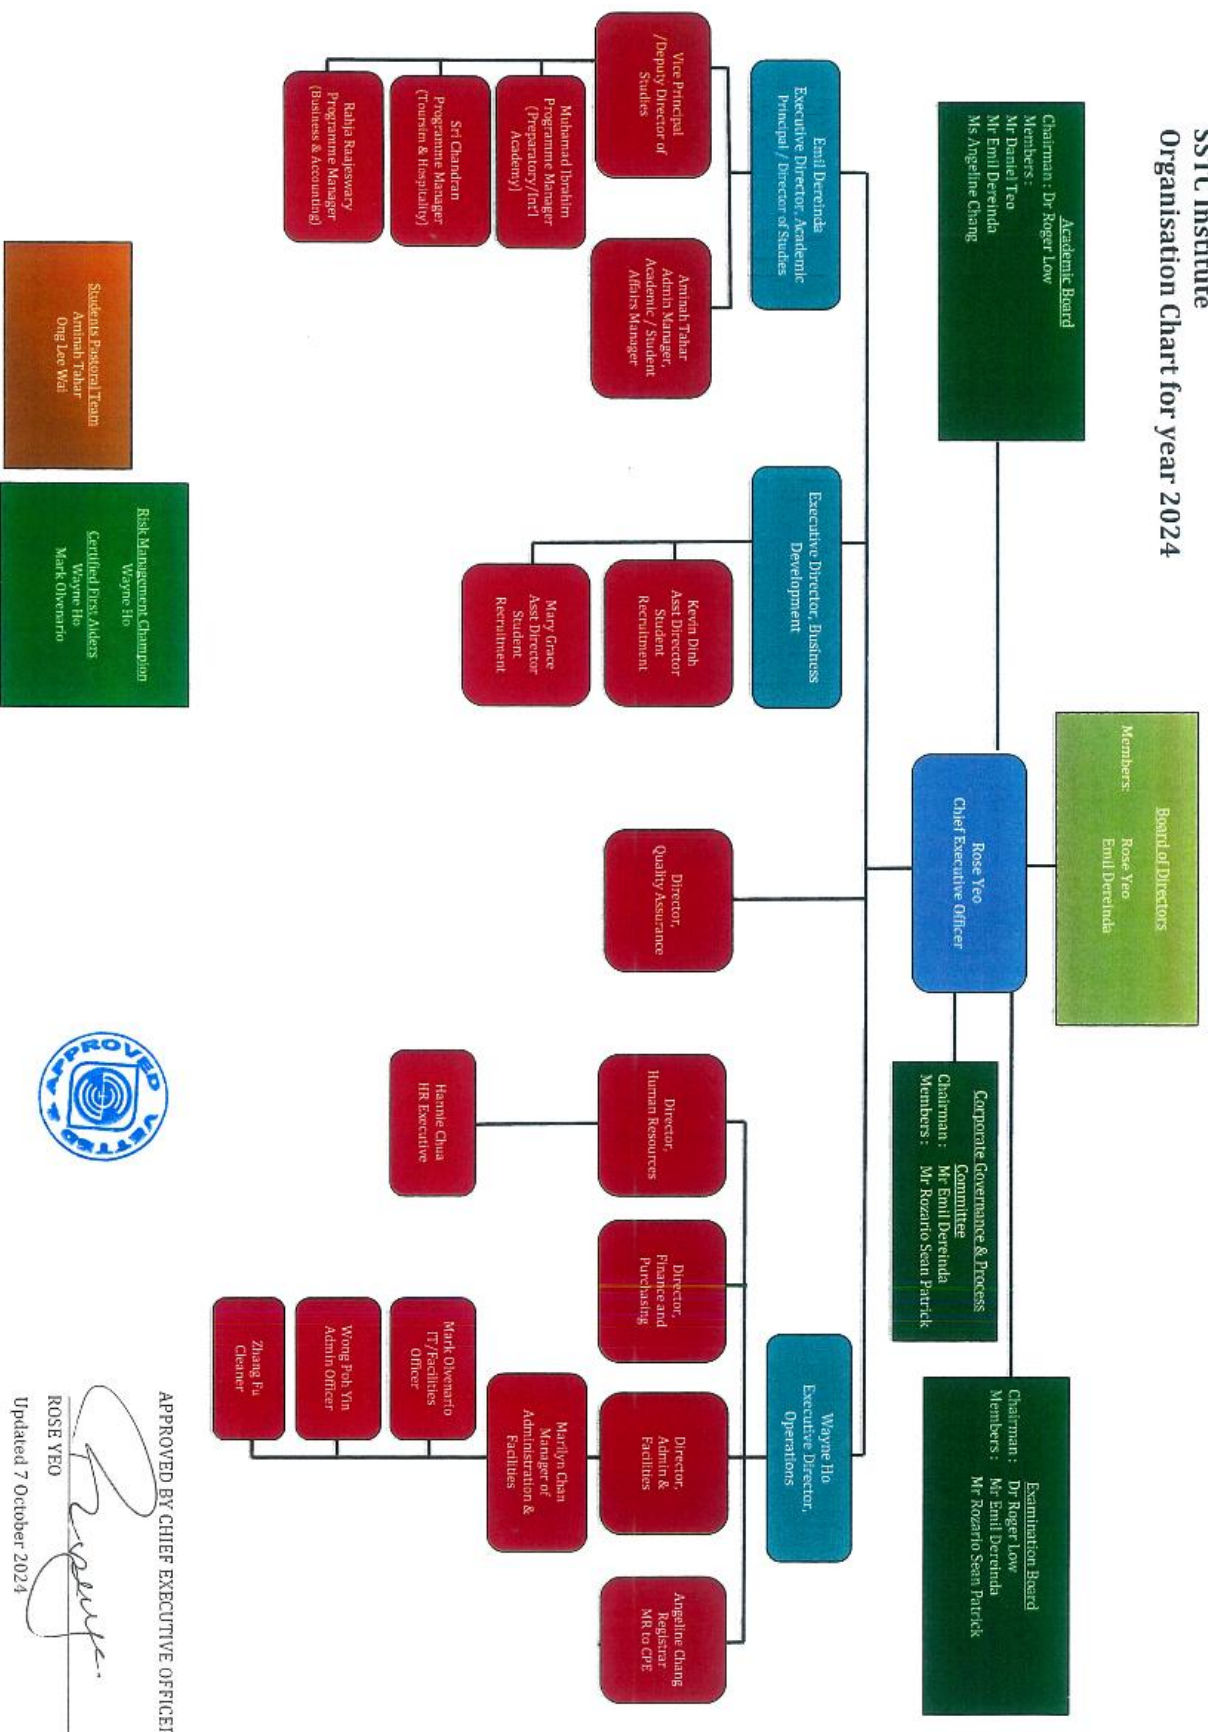 SSTC Institute
Organisation Chart for year 2024
Board of Directors
Members: Rose Yeo
Emil Dereinda
Academic Board
Chairman : Dr Roger Low
Members :
Mr Daniel Teo
Mr Emil Dereinda
Ms Angeline Chang
Rose Yeo
Chief Executive Officer
Corporate Governance & Process
Committee
Chairman : Mr Emil Dereinda
Members : Mr Rozario Sean Patrick
Examination Board
Chairman : Dr Roger Low
Members : Mr Emil Dereinda
Mr Rozario Sean Patrick
Emil Dereinda
Executive Director, Academic
Principal / Director of Studies
Executive Director, Business
Development
Wayne Ho
Executive Director,
Operations
Vice Principal
/Deputy Director of
Studies
Aminah Tahar
Admin Manager,
Academic / Student
Affairs Manager
Muhamad Ibrahim
Programme Manager
(Preparatory/Int'l
Academy)
Sri Chandran
Programme Manager
(Toursim & Hospitality)
Rahja Raajeswary
Programme Manager
(Business & Accounting)
Kevin Dinh
Asst Direcctor
Student
Recruitment
Mary Grace
Asst Director
Student
Recruitment
Director,
Quality Assurance
Director,
Human Resources
Hannie Chua
HR Executive
Director,
Finance and
Purchasing
Director,
Admin &
Facilities
Marilyn Chan
Manager of
Administration &
Facilities
Mark Olvenario
IT/Facilities
Officer
Wong Poh Yin
Admin Officer
Zhang Fu
Cleaner
Angeline Chang
Registrar
MR to CPE
Students Pastoral Team
Aminah Tahar
Ong Lee Wai
Risk Management Champion
Wayne Ho
Certified First Aiders
Wayne Ho
Mark Olvenario
APPROVED
VETTED &
APPROVED BY CHIEF EXECUTIVE OFFICER
ROSE YEO
Updated 7 October 2024